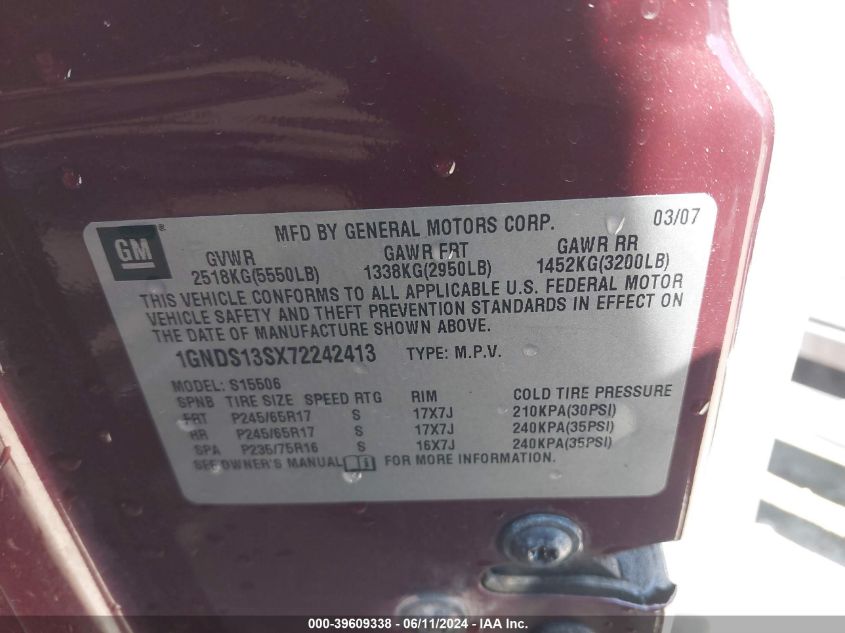 GM ®
MFD BY GENERAL MOTORS CORP. 03/07
GVWR GAWR FRT GAWR RR
2518KG(5550LB) 1338KG(2950LB) 1452KG(3200LB)
THIS VEHICLE CONFORMS TO ALL APPLICABLE U.S. FEDERAL MOTOR
VEHICLE SAFETY AND THEFT PREVENTION STANDARDS IN EFFECT ON
THE DATE OF MANUFACTURE SHOWN ABOVE.
1GNDS13SX72242413 TYPE: M.P.V.
MODEL: S15506
SPNB TIRE SIZE SPEED RTG RIM COLD TIRE PRESSURE
FRT P245/65R17 S 17X7J 210KPA(30PSI)
RR P245/65R17 S 17X7J 240KPA(35PSI)
SPA P235/75R16 S 16X7J 240KPA(35PSI)
SEE OWNER'S MANUAL FOR MORE INFORMATION.
000-39609338 - 06/11/2024 - IAA Inc.